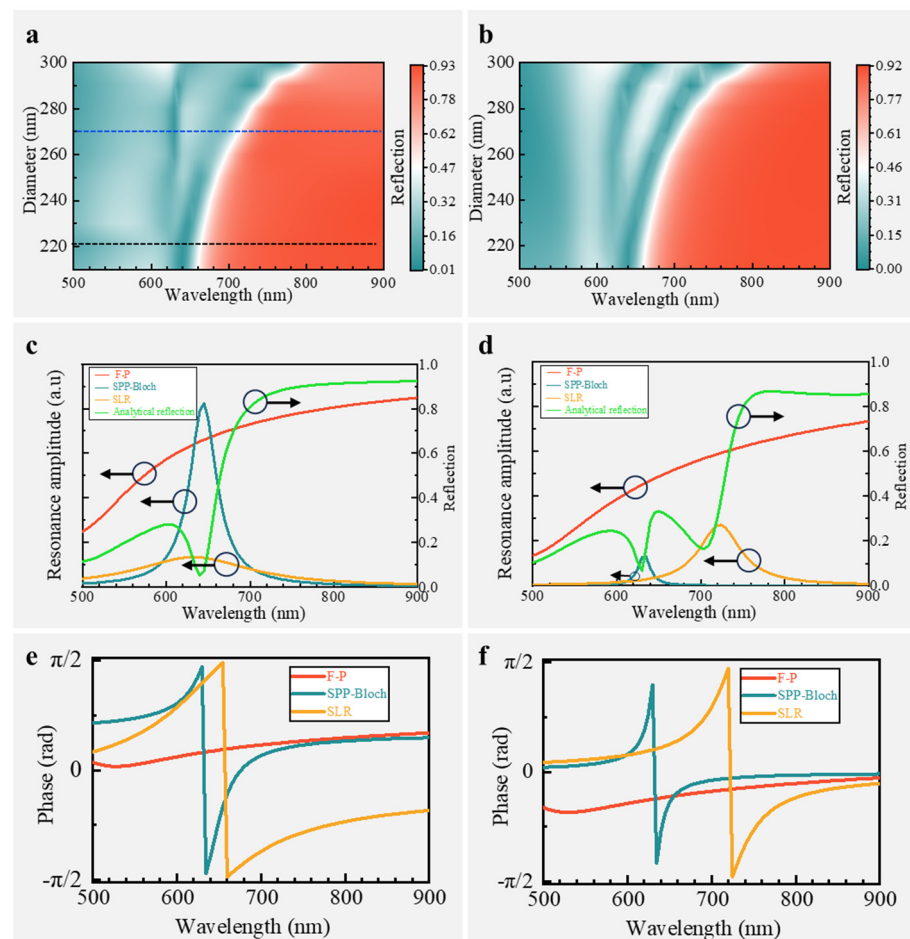 a
300
280
260
240
220
Diameter (nm)
500
600
700
800
900
Wavelength (nm)
0.93
0.77
0.62
0.47
0.32
0.16
0.01
Reflection
b
300
280
260
240
220
Diameter (nm)
500
600
700
800
900
Wavelength (nm)
0.92
0.77
0.61
0.46
0.31
0.15
0.00
Reflection
c
F-P
SPP-Bloch
SLR
Analytical reflection
Resonance amplitude (a.u)
1.0
0.8
0.6
0.4
0.2
0.0
Reflection
500
600
700
800
900
Wavelength (nm)
d
F-P
SPP-Bloch
SLR
Analytical reflection
Resonance amplitude (a.u)
1.0
0.8
0.6
0.4
0.2
0.0
Reflection
500
600
700
800
900
Wavelength (nm)
e
π/2
0
-π/2
Phase (rad)
F-P
SPP-Bloch
SLR
500
600
700
800
900
Wavelength (nm)
f
π/2
0
-π/2
Phase (rad)
F-P
SPP-Bloch
SLR
500
600
700
800
900
Wavelength (nm)